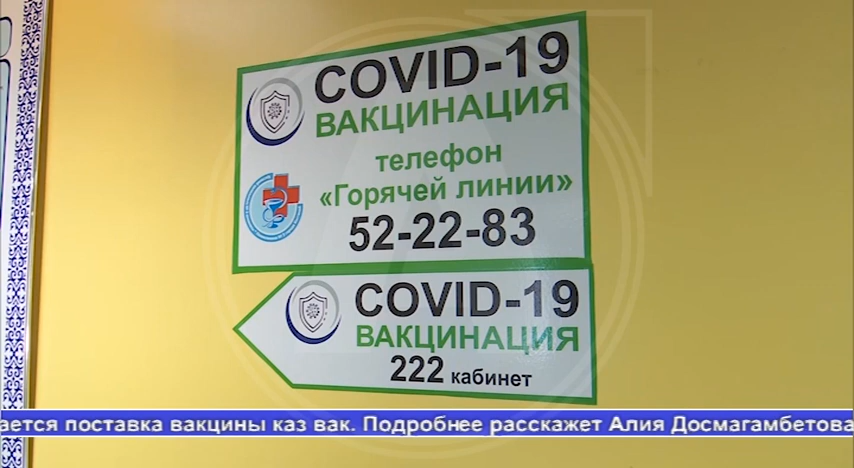 COVID-19
ВАКЦИНАЦИЯ
телефон
«Горячей линии»
52-22-83
COVID-19
ВАКЦИНАЦИЯ
222 кабинет
ается поставка вакцины каз вак. Подробнее расскажет Алия Досмагамбетова